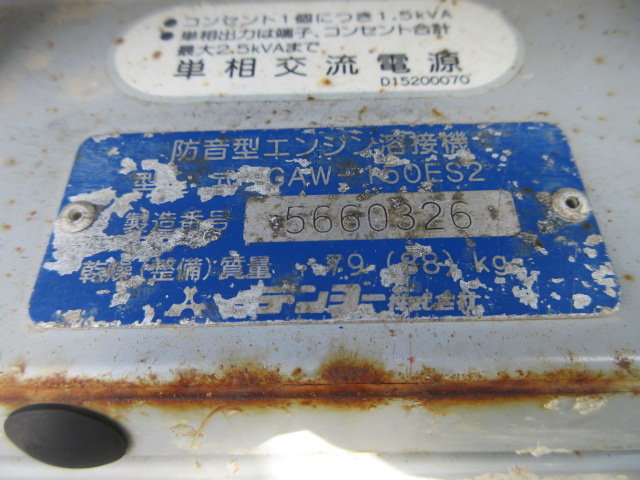 ●コンセント1個につき1.5kVA
●単相出力は端子、コンセント合計
最大2.5kVAまで
単相交流電源
D15200070
防音型エンジン溶接機
型式 GAW-150ES2
製造番号 5660326
乾燥(整備)質量 79(88)kg
デンヨー株式会社